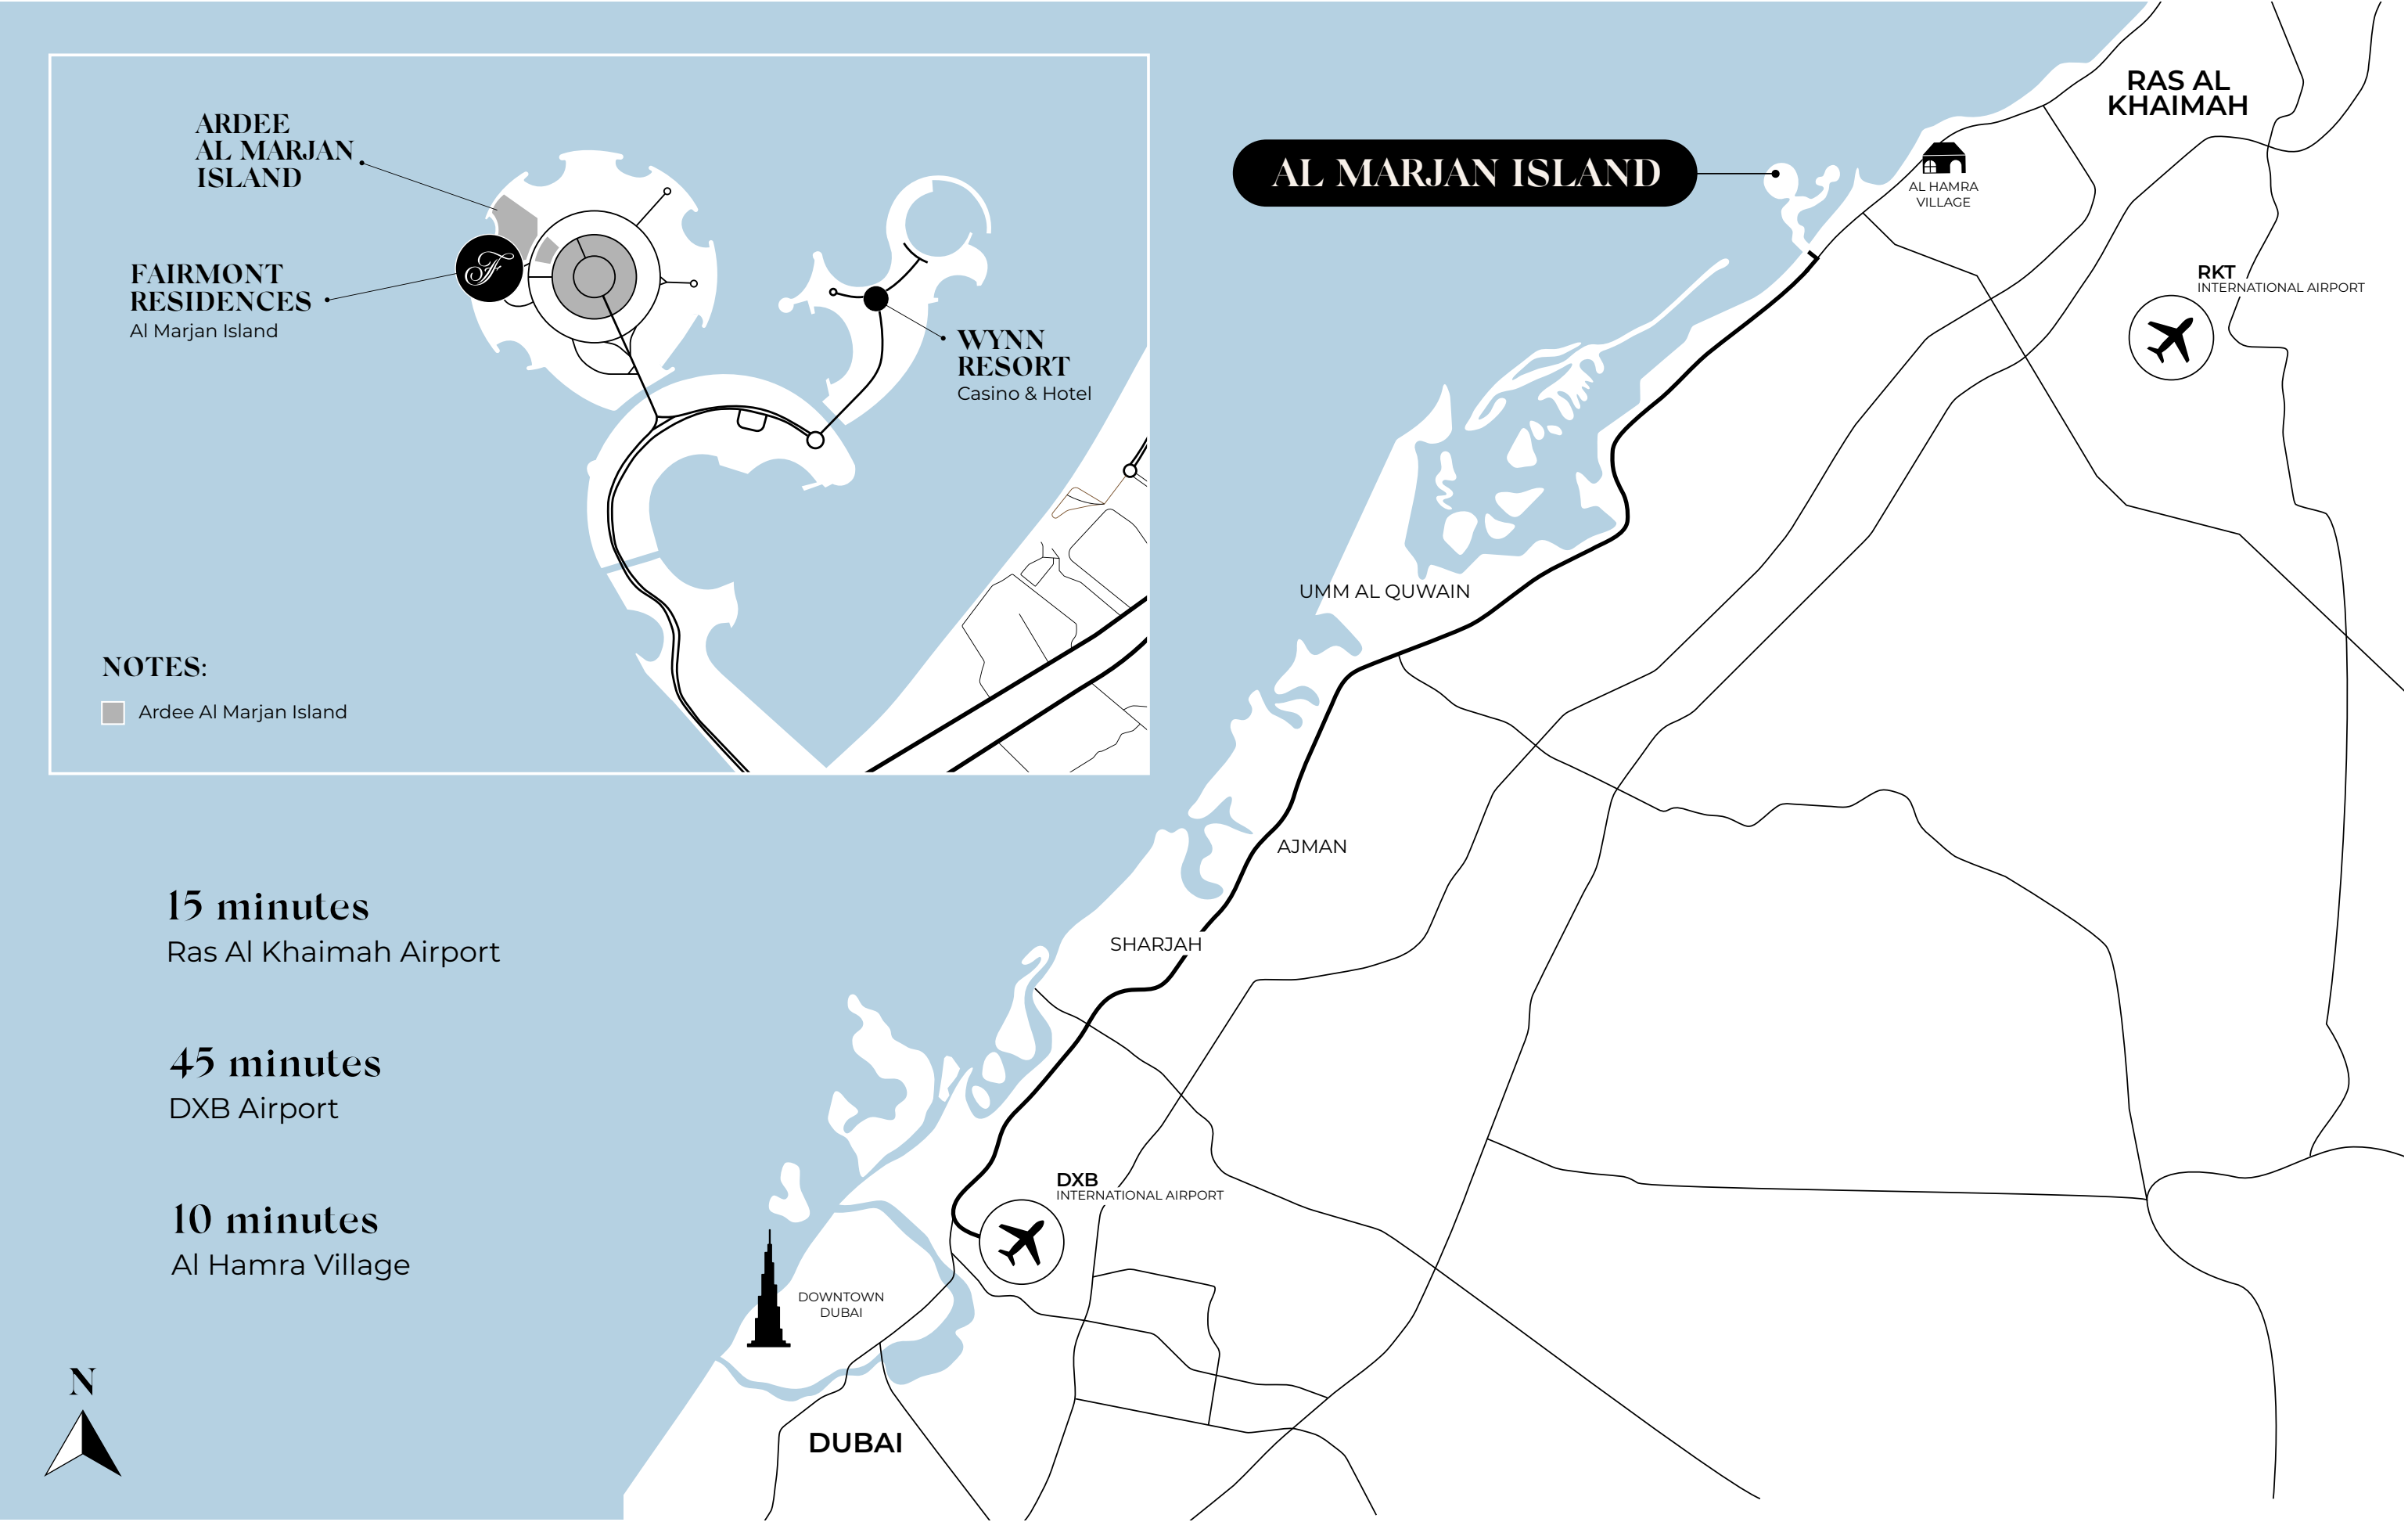 ARDEE
AL MARJAN
ISLAND
FAIRMONT
RESIDENCES
Al Marjan Island
WYNN
RESORT
Casino & Hotel
NOTES:
Ardee Al Marjan Island
AL MARJAN ISLAND
RAS AL
KHAIMAH
AL HAMRA
VILLAGE
RKT
INTERNATIONAL AIRPORT
UMM AL QUWAIN
AJMAN
SHARJAH
DXB
INTERNATIONAL AIRPORT
DOWNTOWN
DUBAI
DUBAI
15 minutes
Ras Al Khaimah Airport
45 minutes
DXB Airport
10 minutes
Al Hamra Village
N